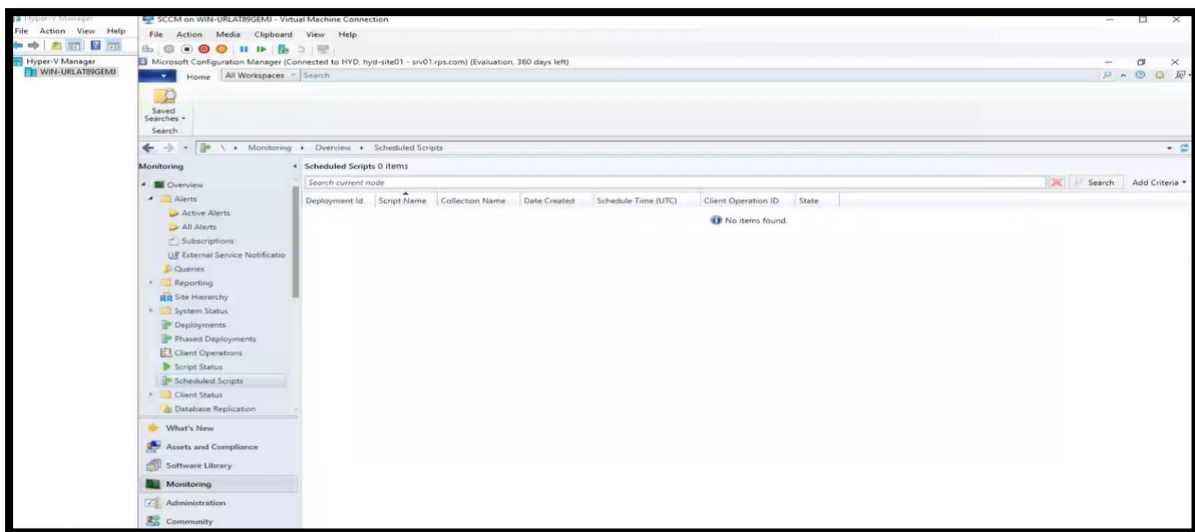 Hyper-V Manager
File Action View Help
Hyper-V Manager
WIN-URLAT89GEMJ
SCCM on WIN-URLAT89GEMJ - Virtual Machine Connection
File Action Media Clipboard View Help
Microsoft Configuration Manager (Connected to HYD, hyd-site01 - srv01.rps.com) (Evaluation, 360 days left)
Home All Workspaces Search
Saved
Searches
Search
\ Monitoring Overview Scheduled Scripts
Monitoring
Overview
Alerts
Active Alerts
All Alerts
Subscriptions
External Service Notificatio
Queries
Reporting
Site Hierarchy
System Status
Deployments
Phased Deployments
Client Operations
Script Status
Scheduled Scripts
Client Status
Database Replication
What's New
Assets and Compliance
Software Library
Monitoring
Administration
Community
Scheduled Scripts 0 items
Search current node Search Add Criteria
Deployment Id Script Name Collection Name Date Created Schedule Time (UTC) Client Operation ID State
No items found.